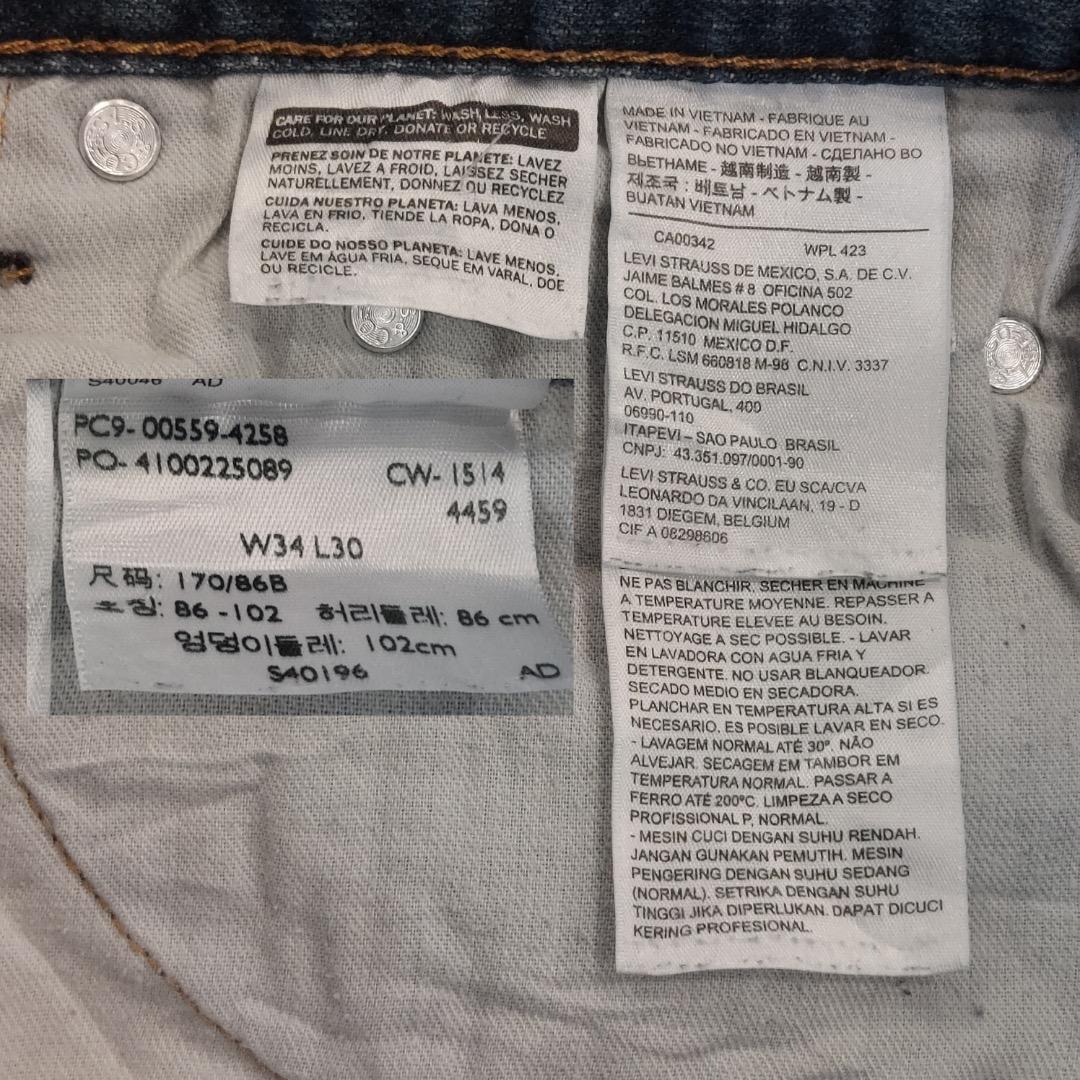 CARE FOR OUR PLANET: WASH LESS, WASH
COLD, LINE DRY, DONATE OR RECYCLE
PRENEZ SOIN DE NOTRE PLANÈTE: LAVEZ
MOINS, LAVEZ A FROID, LAISSEZ SECHER
NATURELLEMENT, DONNEZ OU RECYCLEZ
CUIDA NUESTRO PLANETA: LAVA MENOS,
LAVA EN FRIO, TIENDE LA ROPA, DONA O
RECICLA.
CUIDE DO NOSSO PLANETA: LAVE MENOS,
LAVE EM ÀGUA FRIA, SEQUE EM VARAL, DOE
OU RECICLE.
S40046 AD
PC9- 00559-4258
PO- 4100225089 CW- 1514
4459
W34 L30
尺码: 170/86B
호칭: 86 -102 허리둘레: 86 cm
엉덩이둘레: 102cm
S40196 AD
MADE IN VIETNAM - FABRIQUE AU
VIETNAM - FABRICADO EN VIETNAM -
FABRICADO NO VIETNAM - СДЕЛАНО ВО
ВЬЕТНАМЕ - 越南制造 - 越南製 -
제조국 : 베트남 - ベトナム製 -
BUATAN VIETNAM
CA00342 WPL 423
LEVI STRAUSS DE MEXICO, S.A. DE C.V.
JAIME BALMES # 8 OFICINA 502
COL. LOS MORALES POLANCO
DELEGACION MIGUEL HIDALGO
C.P. 11510 MEXICO D.F.
R.F.C. LSM 660818 M-98 C.N.I.V. 3337
LEVI STRAUSS DO BRASIL
AV. PORTUGAL, 400
06990-110
ITAPEVI – SAO PAULO BRASIL
CNPJ: 43.351.097/0001-90
LEVI STRAUSS & CO. EU SCA/CVA
LEONARDO DA VINCILAAN, 19 - D
1831 DIEGEM, BELGIUM
CIF A 08298606
NE PAS BLANCHIR. SECHER EN MACHINE
A TEMPERATURE MOYENNE. REPASSER A
TEMPERATURE ELEVEE AU BESOIN.
NETTOYAGE A SEC POSSIBLE. - LAVAR
EN LAVADORA CON AGUA FRIA Y
DETERGENTE. NO USAR BLANQUEADOR.
SECADO MEDIO EN SECADORA.
PLANCHAR EN TEMPERATURA ALTA SI ES
NECESARIO. ES POSIBLE LAVAR EN SECO.
- LAVAGEM NORMAL ATÉ 30º. NÃO
ALVEJAR. SECAGEM EM TAMBOR EM
TEMPERATURA NORMAL. PASSAR A
FERRO ATÉ 200ºC. LIMPEZA A SECO
PROFISSIONAL P, NORMAL.
- MESIN CUCI DENGAN SUHU RENDAH.
JANGAN GUNAKAN PEMUTIH. MESIN
PENGERING DENGAN SUHU SEDANG
(NORMAL). SETRIKA DENGAN SUHU
TINGGI JIKA DIPERLUKAN. DAPAT DICUCI
KERING PROFESIONAL.